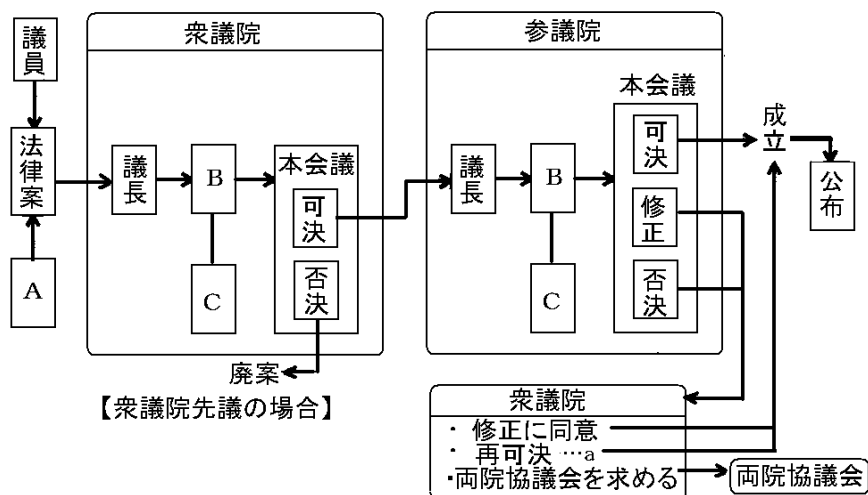 議員
法律案
A
衆議院
議長
B
C
本会議
可決
否決
廃案
【衆議院先議の場合】
参議院
議長
B
C
本会議
可決
修正
否決
成立
公布
衆議院
・ 修正に同意
・ 再可決 …a
・両院協議会を求める
両院協議会